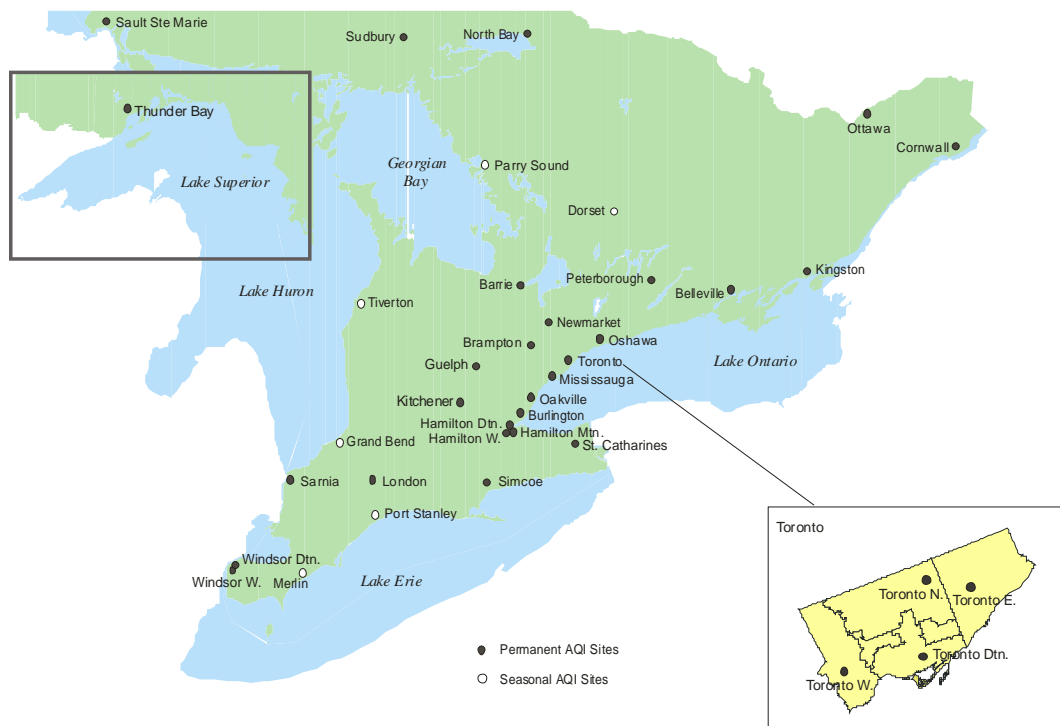 Sault Ste Marie
Sudbury
North Bay
Thunder Bay
Ottawa
Cornwall
Georgian
Bay
Parry Sound
Lake Superior
Dorset
Kingston
Peterborough
Barrie
Belleville
Lake Huron
Tiverton
Newmarket
Oshawa
Brampton
Toronto
Lake Ontario
Guelph
Mississauga
Kitchener
Oakville
Burlington
Hamilton Dtn.
Hamilton Mtn.
Hamilton W.
Grand Bend
St. Catharines
Sarnia
London
Simcoe
Port Stanley
Toronto
Windsor Dtn.
Windsor W.
Merlin
Lake Erie
Toronto N.
Toronto E.
Permanent AQI Sites
Toronto Dtn.
Seasonal AQI Sites
Toronto W.